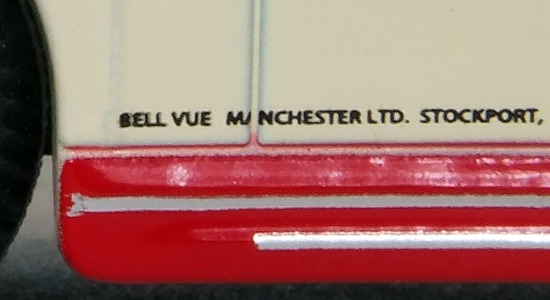 BELL VUE MANCHESTER LTD. STOCKPORT,